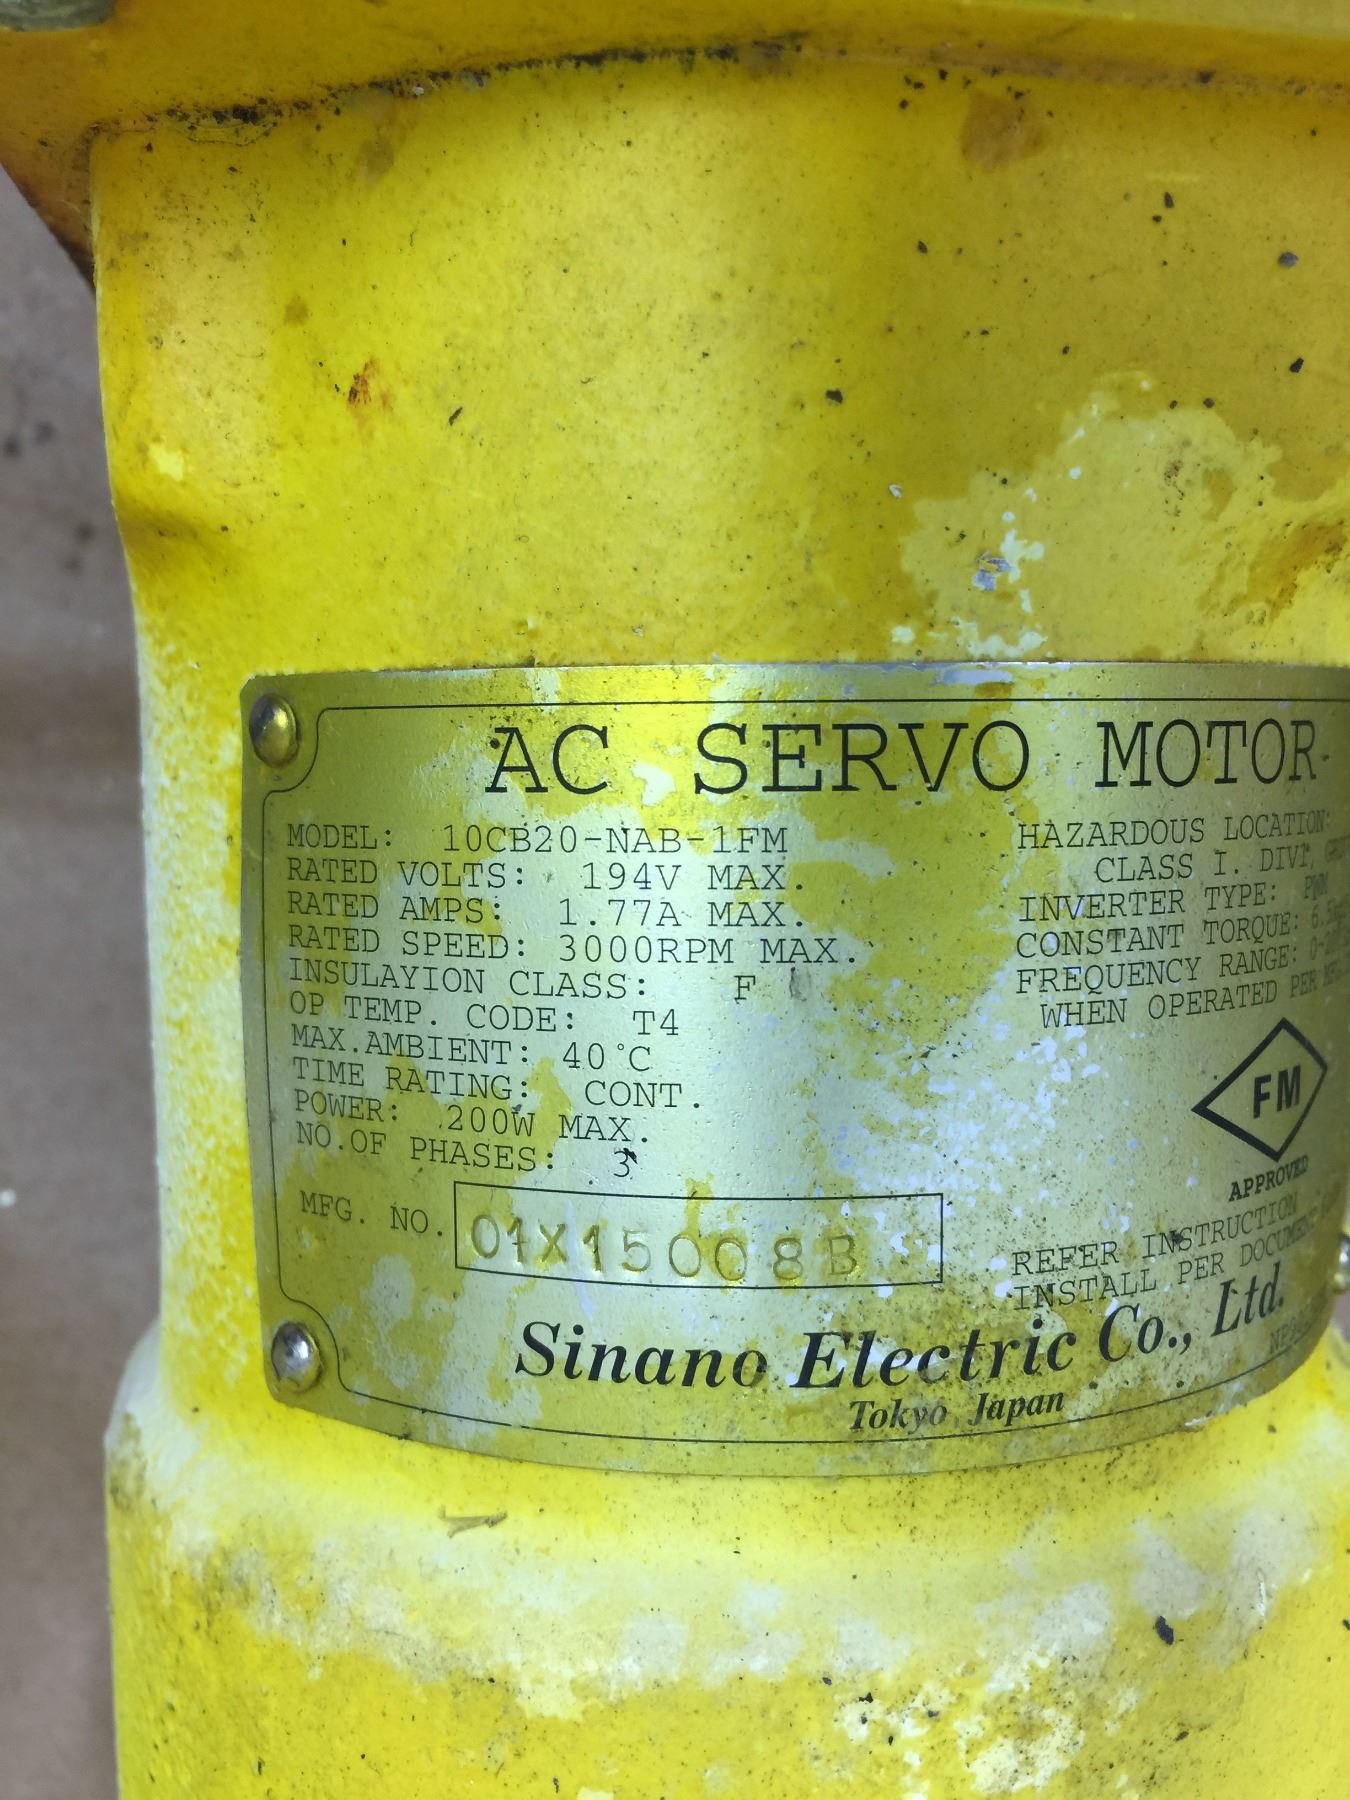 AC SERVO MOTOR
MODEL: 10CB20-NAB-1FM
RATED VOLTS: 194V MAX.
RATED AMPS: 1.77A MAX.
RATED SPEED: 3000RPM MAX.
INSULAYION CLASS: F
OP TEMP. CODE: T4
MAX.AMBIENT: 40°C
TIME RATING: CONT.
POWER: 200W MAX.
NO.OF PHASES: 3
MFG. NO. 01X15008B
HAZARDOUS LOCATION:
CLASS I. DIV1,
INVERTER TYPE: PWM
CONSTANT TORQUE:
FREQUENCY RANGE:
WHEN OPERATED PER
FM
APPROVED
REFER INSTRUCTION
INSTALL PER DOCUMENT
Sinano Electric Co., Ltd.
Tokyo Japan